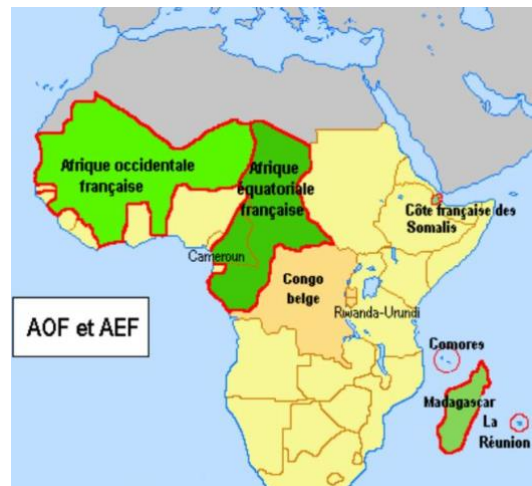 Afrique occidentale
française
Afrique
équatoriale
française
Côte française des
Somalis
Cameroun
Congo
belge
Rwanda-Urundi
AOF et AEF
Comores
Madagascar
La
Réunion